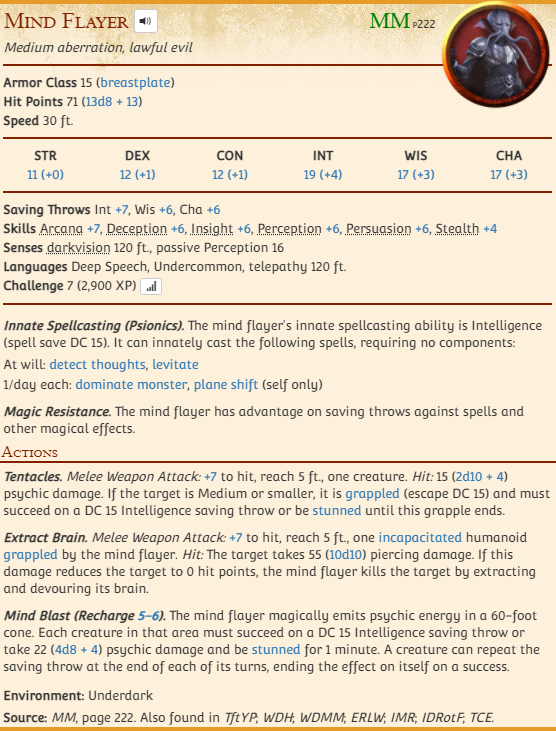 Mind Flayer
MM p222
Medium aberration, lawful evil
Armor Class 15 (breastplate)
Hit Points 71 (13d8 + 13)
Speed 30 ft.
STR DEX CON INT WIS CHA
11 (+0) 12 (+1) 12 (+1) 19 (+4) 17 (+3) 17 (+3)
Saving Throws Int +7, Wis +6, Cha +6
Skills Arcana +7, Deception +6, Insight +6, Perception +6, Persuasion +6, Stealth +4
Senses darkvision 120 ft., passive Perception 16
Languages Deep Speech, Undercommon, telepathy 120 ft.
Challenge 7 (2,900 XP)
Innate Spellcasting (Psionics). The mind flayer's innate spellcasting ability is Intelligence
(spell save DC 15). It can innately cast the following spells, requiring no components:
At will: detect thoughts, levitate
1/day each: dominate monster, plane shift (self only)
Magic Resistance. The mind flayer has advantage on saving throws against spells and
other magical effects.
Actions
Tentacles. Melee Weapon Attack: +7 to hit, reach 5 ft., one creature. Hit: 15 (2d10 + 4)
psychic damage. If the target is Medium or smaller, it is grappled (escape DC 15) and must
succeed on a DC 15 Intelligence saving throw or be stunned until this grapple ends.
Extract Brain. Melee Weapon Attack: +7 to hit, reach 5 ft., one incapacitated humanoid
grappled by the mind flayer. Hit: The target takes 55 (10d10) piercing damage. If this
damage reduces the target to 0 hit points, the mind flayer kills the target by extracting
and devouring its brain.
Mind Blast (Recharge 5–6). The mind flayer magically emits psychic energy in a 60-foot
cone. Each creature in that area must succeed on a DC 15 Intelligence saving throw or
take 22 (4d8 + 4) psychic damage and be stunned for 1 minute. A creature can repeat the
saving throw at the end of each of its turns, ending the effect on itself on a success.
Environment: Underdark
Source: MM, page 222. Also found in TftYP; WDH; WDMM; ERLW; IMR; IDRotF; TCE.